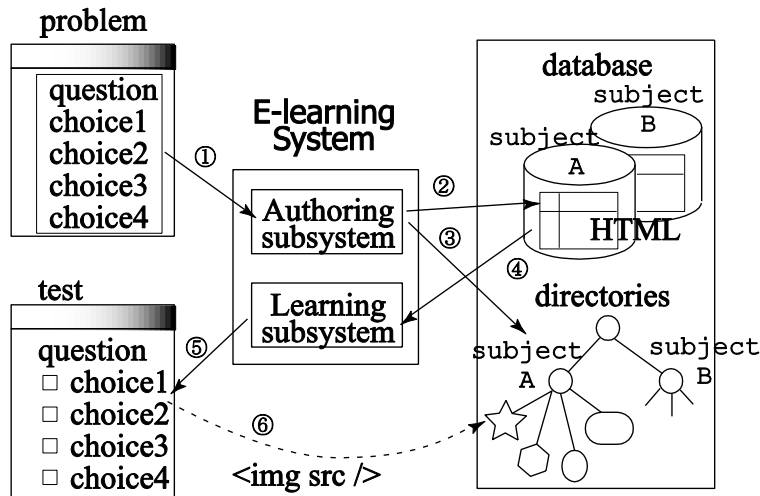 problem
question
choice1
choice2
choice3
choice4
E-learning
System
①
Authoring
subsystem
②
③
Learning
subsystem
④
⑤
database
subject
B
subject
A
HTML
directories
subject
A
subject
B
test
question
□ choice1
□ choice2
□ choice3
□ choice4
⑥
<img src />